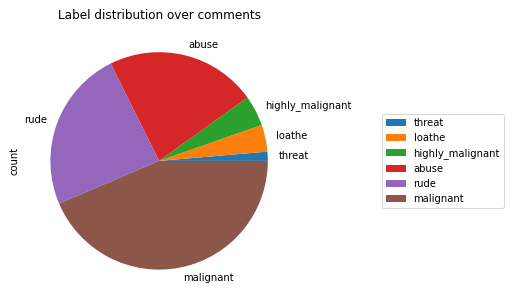 Label distribution over comments
abuse
highly_malignant
rude
loathe
threat
count
malignant
threat
loathe
highly_malignant
abuse
rude
malignant